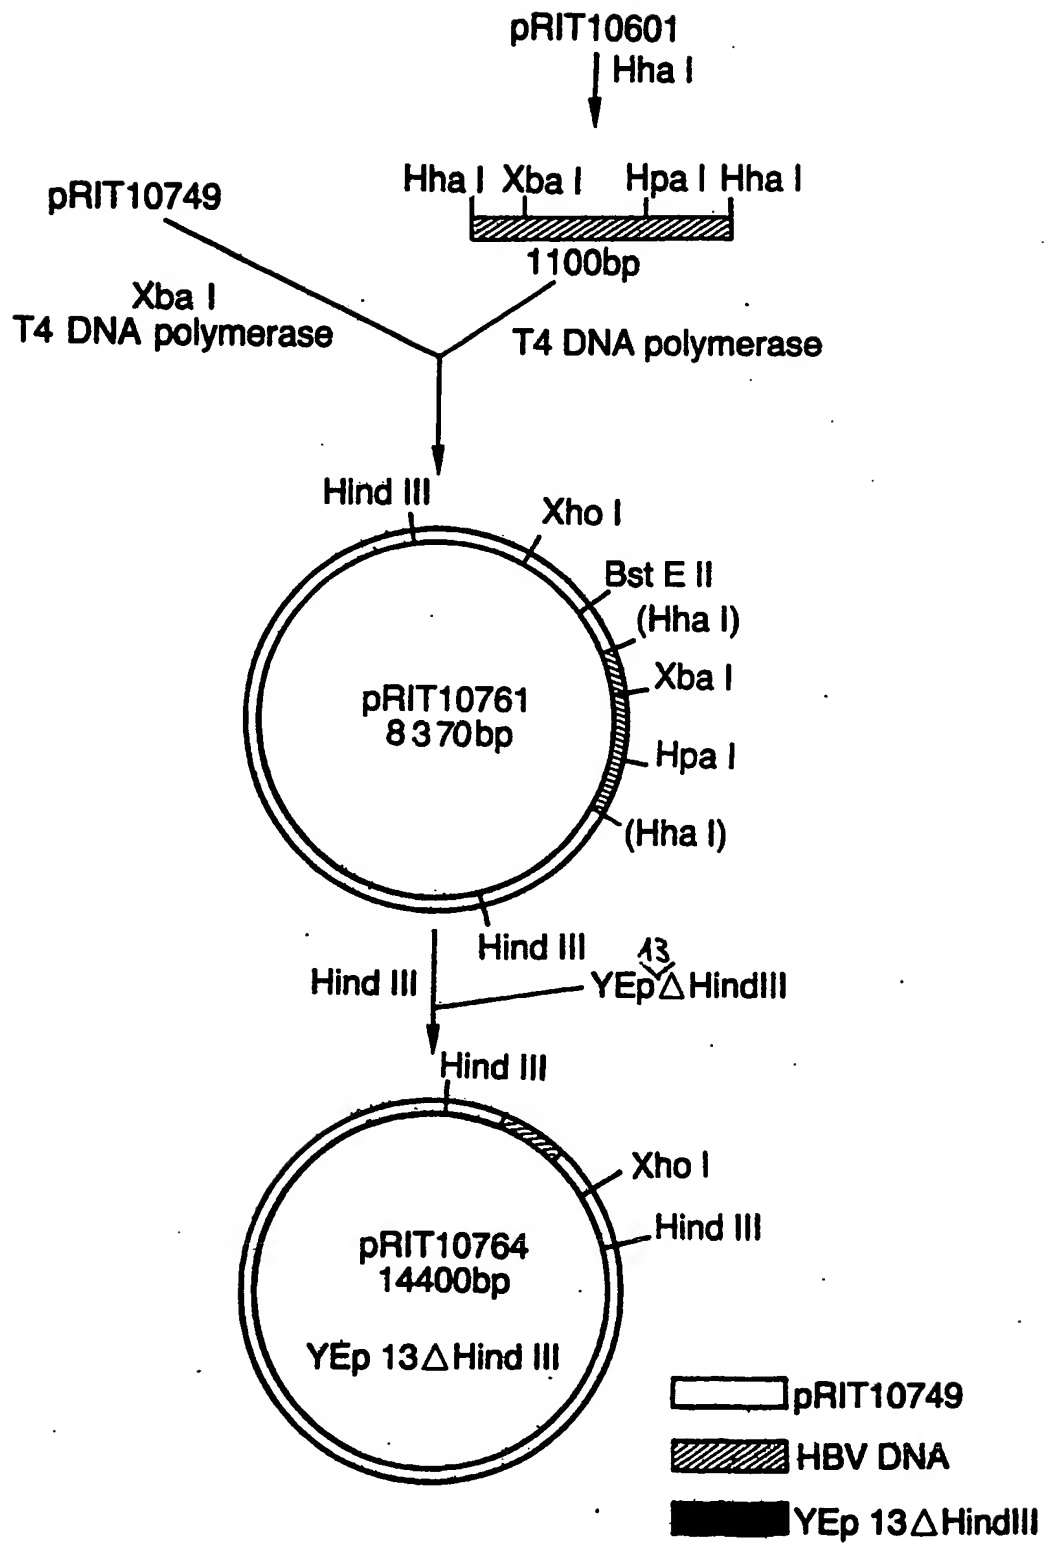 pRIT10601
Hha I
Hha I Xba I Hpa I Hha I
pRIT10749
1100bp
Xba I
T4 DNA polymerase
T4 DNA polymerase
Hind III
Xho I
Bst E II
(Hha I)
Xba I
pRIT10761
8370bp
Hpa I
(Hha I)
Hind III
13
Hind III
YEp△HindIII
Hind III
Xho I
Hind III
pRIT10764
14400bp
YEp 13△Hind III
pRIT10749
HBV DNA
YEp 13△HindIII